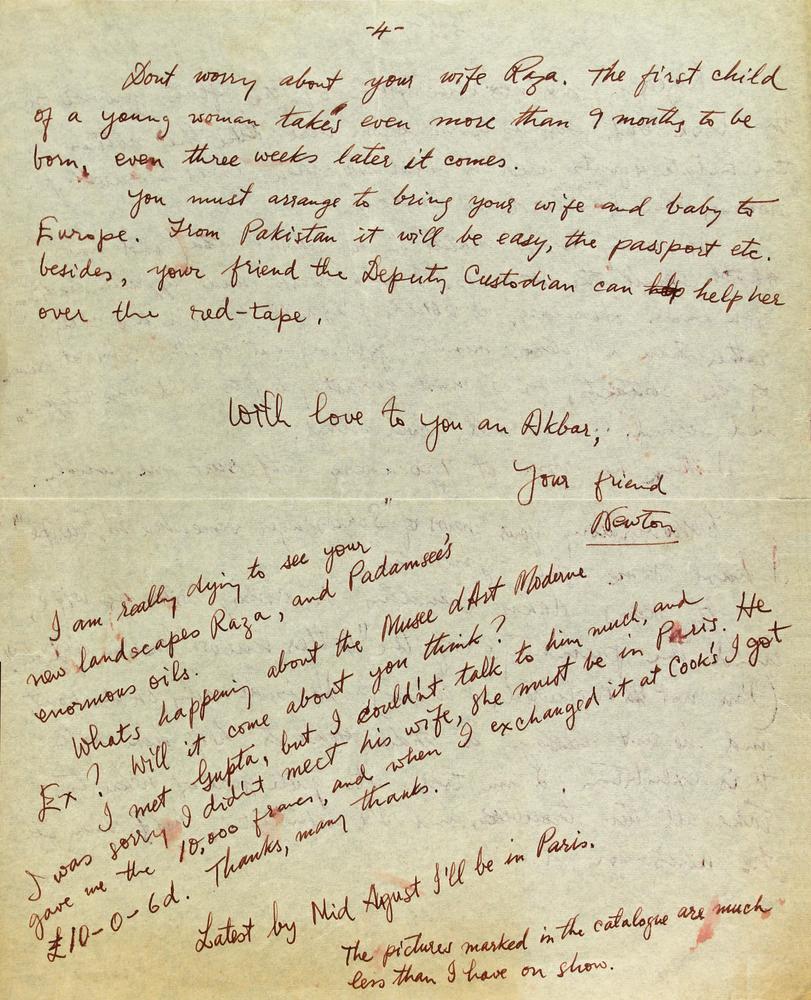 -4-
Dont worry about your wife Raza. The first child
of a young woman takes even more than 9 months to be
born, even three weeks later it comes.
You must arrange to bring your wife and baby to
Europe. From Pakistan it will be easy, the passport etc.
besides, your friend the Deputy Custodian can help her
over the red-tape.
With love to you an Akbar,
Your friend
Newton
I am really dying to see your
new landscapes Raza, and Padamsee's
enormous oils.
Whats happening about the Musee d'Art Moderne
Ex? Will it come about you think?
I met Gupta, but I couldn't talk to him much, and
I was sorry I didn't meet his wife, she must be in Paris. He
gave me the 10,000 francs, and when I exchanged it at Cook's I got
£10-0-6d. Thanks, many thanks.
Latest by Mid Agust I'll be in Paris.
The pictures marked in the catalogue are much
less than I have on show.